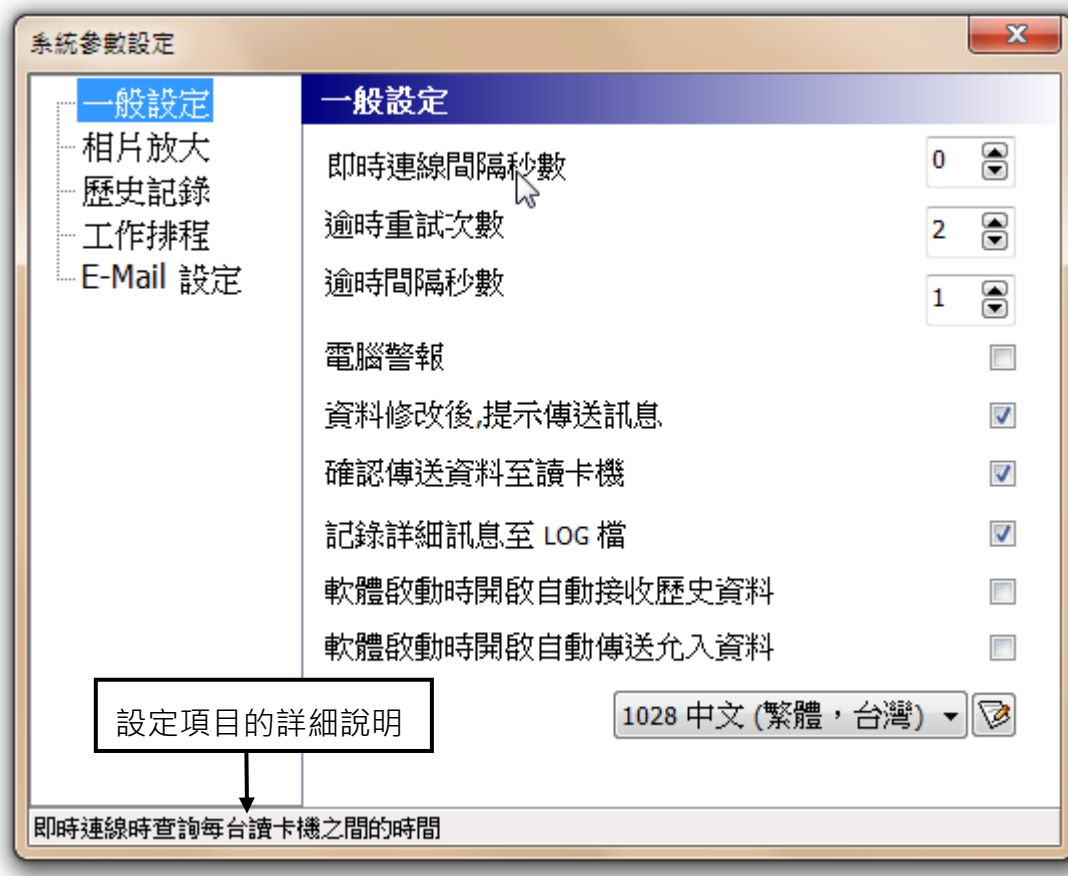 系統參數設定
一般設定
相片放大
歷史記錄
工作排程
E-Mail 設定
一般設定
即時連線間隔秒數
0
逾時重試次數
2
逾時間隔秒數
1
電腦警報
資料修改後,提示傳送訊息
確認傳送資料至讀卡機
記錄詳細訊息至 LOG 檔
軟體啟動時開啟自動接收歷史資料
軟體啟動時開啟自動傳送允入資料
1028 中文 (繁體，台灣)
設定項目的詳細說明
即時連線時查詢每台讀卡機之間的時間